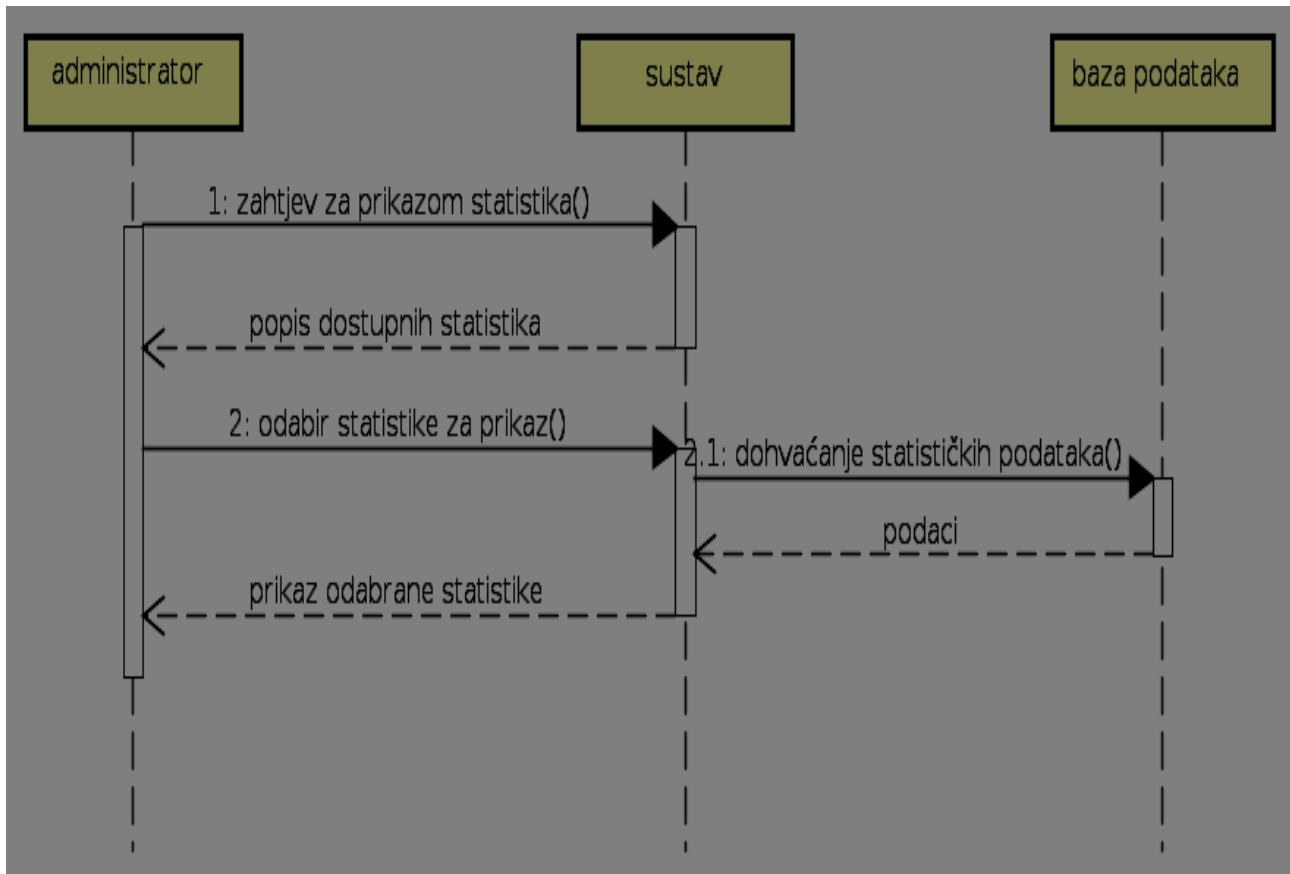 administrator
sustav
baza podataka
1: zahtjev za prikazom statistika()
popis dostupnih statistika
2: odabir statistike za prikaz()
2.1: dohvaćanje statističkih podataka()
podaci
prikaz odabrane statistike